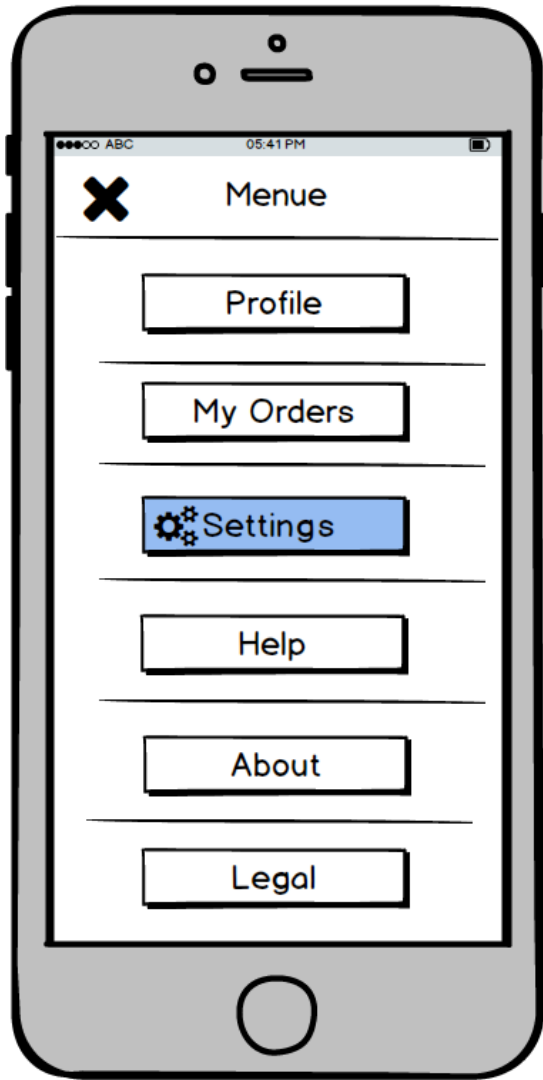 ABC 05:41 PM
Menue
Profile
My Orders
Settings
Help
About
Legal